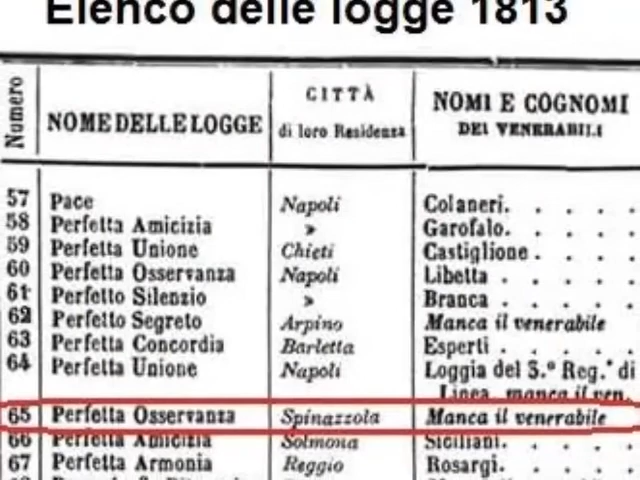 Elenco delle logge 1813
Numero NOME DELLE LOGGE CITTÀ di loro Residenza NOMI E COGNOMI DEI VENERABILI
57 Pace Napoli Colaneri. . . . .
58 Perfetta Amicizia » Garofalo. . . . .
59 Perfetta Unione Chieti Castiglione . . . .
60 Perfetta Osservanza Napoli Libetta . . . . .
61 Perfetto Silenzio » Branca . . . . .
62 Perfetto Segreto Arpino Manca il venerabile
63 Perfetta Concordia Barletta Esperti . . . . .
64 Perfetta Unione Napoli Loggia del 3.º Reg.' di
Linea, manca il ven.
65 Perfetta Osservanza Spinazzola Manca il venerabile
66 Perfetta Amicizia Solmona Siciliani. . . . .
67 Perfetta Armonia Reggio Rosargi. . . . .